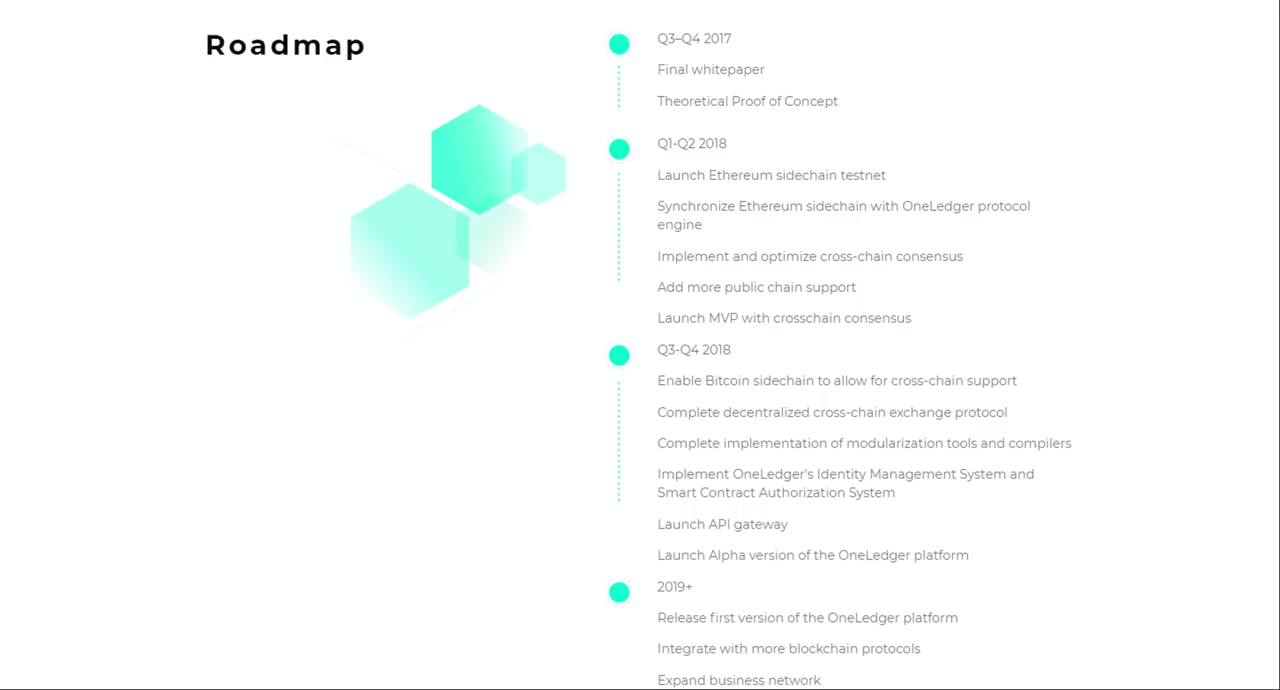 Roadmap
Q3–Q4 2017
Final whitepaper
Theoretical Proof of Concept
Q1-Q2 2018
Launch Ethereum sidechain testnet
Synchronize Ethereum sidechain with OneLedger protocol
engine
Implement and optimize cross-chain consensus
Add more public chain support
Launch MVP with crosschain consensus
Q3-Q4 2018
Enable Bitcoin sidechain to allow for cross-chain support
Complete decentralized cross-chain exchange protocol
Complete implementation of modularization tools and compilers
Implement OneLedger's Identity Management System and
Smart Contract Authorization System
Launch API gateway
Launch Alpha version of the OneLedger platform
2019+
Release first version of the OneLedger platform
Integrate with more blockchain protocols
Expand business network